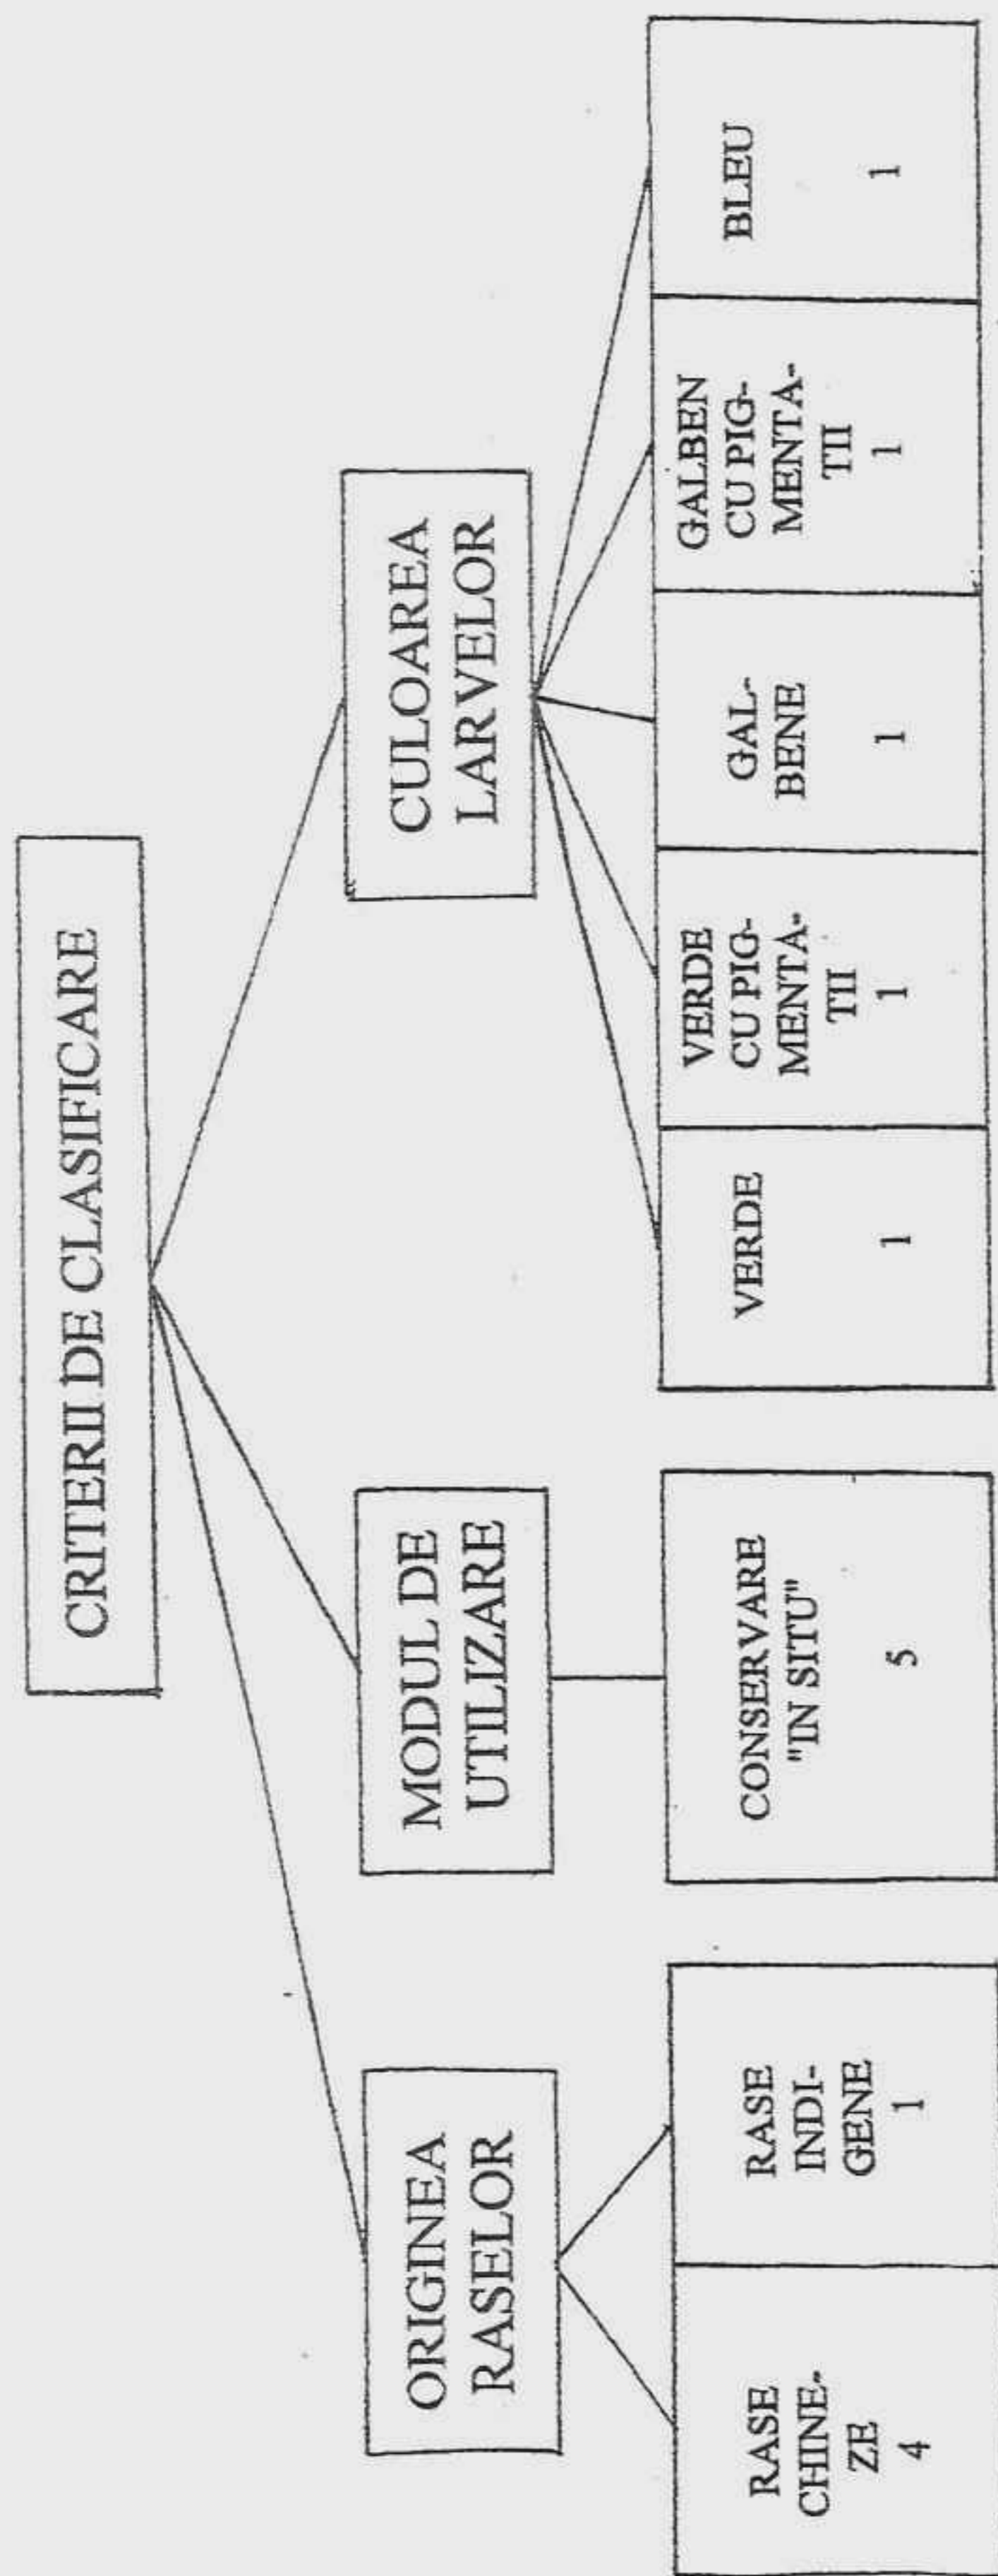 CRITERII DE CLASIFICARE
ORIGINEA
RASELOR
MODUL DE
UTILIZARE
CULOAREA
LARVELOR
RASE
CHINE-
ZE
4
RASE
INDI-
GENE
1
CONSERVARE
"IN SITU"
5
VERDE
1
VERDE
CU PIG-
MENTA-
TII
1
GAL-
BENE
1
GALBEN
CU PIG-
MENTA-
TII
1
BLEU
1